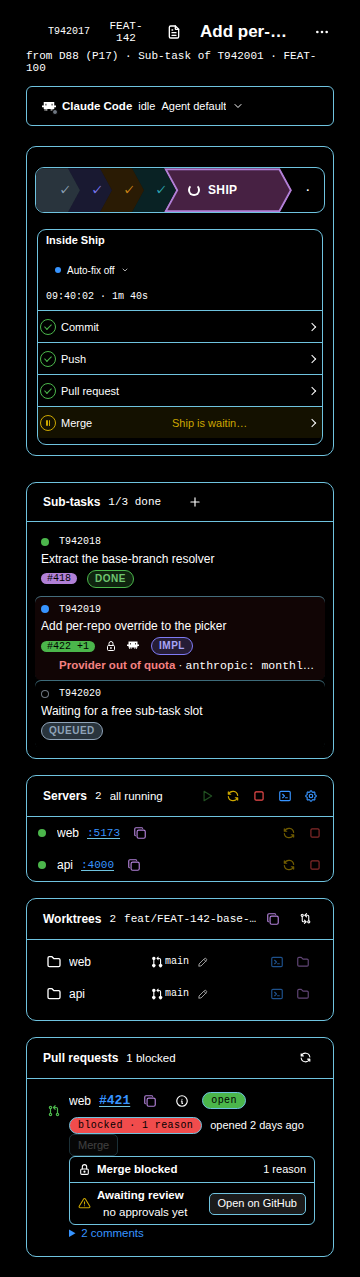 T942017 FEAT-142 Add per-…
from D88 (P17) · Sub-task of T942001 · FEAT-100
Claude Code idle Agent default
SHIP
Inside Ship
Auto-fix off
09:40:02 · 1m 40s
Commit
Push
Pull request
Merge Ship is waitin…
Sub-tasks 1/3 done
T942018
Extract the base-branch resolver
#418 DONE
T942019
Add per-repo override to the picker
#422 +1 IMPL
Provider out of quota · anthropic: monthl…
T942020
Waiting for a free sub-task slot
QUEUED
Servers 2 all running
web :5173
api :4000
Worktrees 2 feat/FEAT-142-base-…
web main
api main
Pull requests 1 blocked
web #421 open
blocked · 1 reason opened 2 days ago
Merge
Merge blocked 1 reason
Awaiting review
no approvals yet Open on GitHub
2 comments